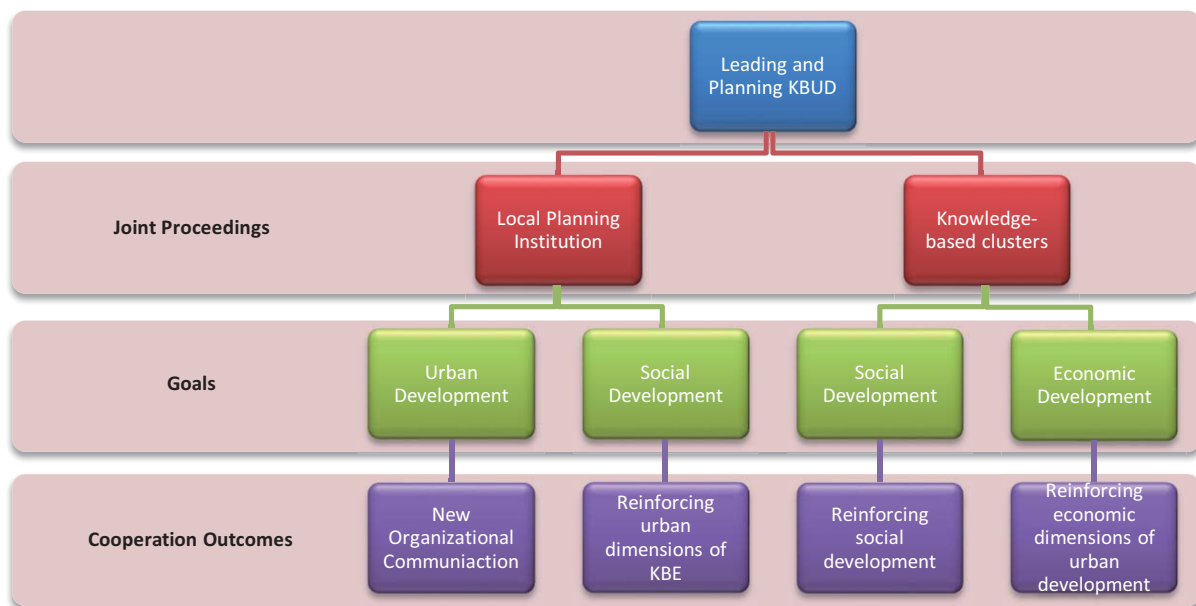 Leading and
Planning KBUD
Joint Proceedings
Local Planning
Institution
Knowledge-
based clusters
Goals
Urban
Development
Social
Development
Social
Development
Economic
Development
Cooperation Outcomes
New
Organizational
Communiaction
Reinforcing
urban
dimensions of
KBE
Reinforcing
social
development
Reinforcing
economic
dimensions of
urban
development